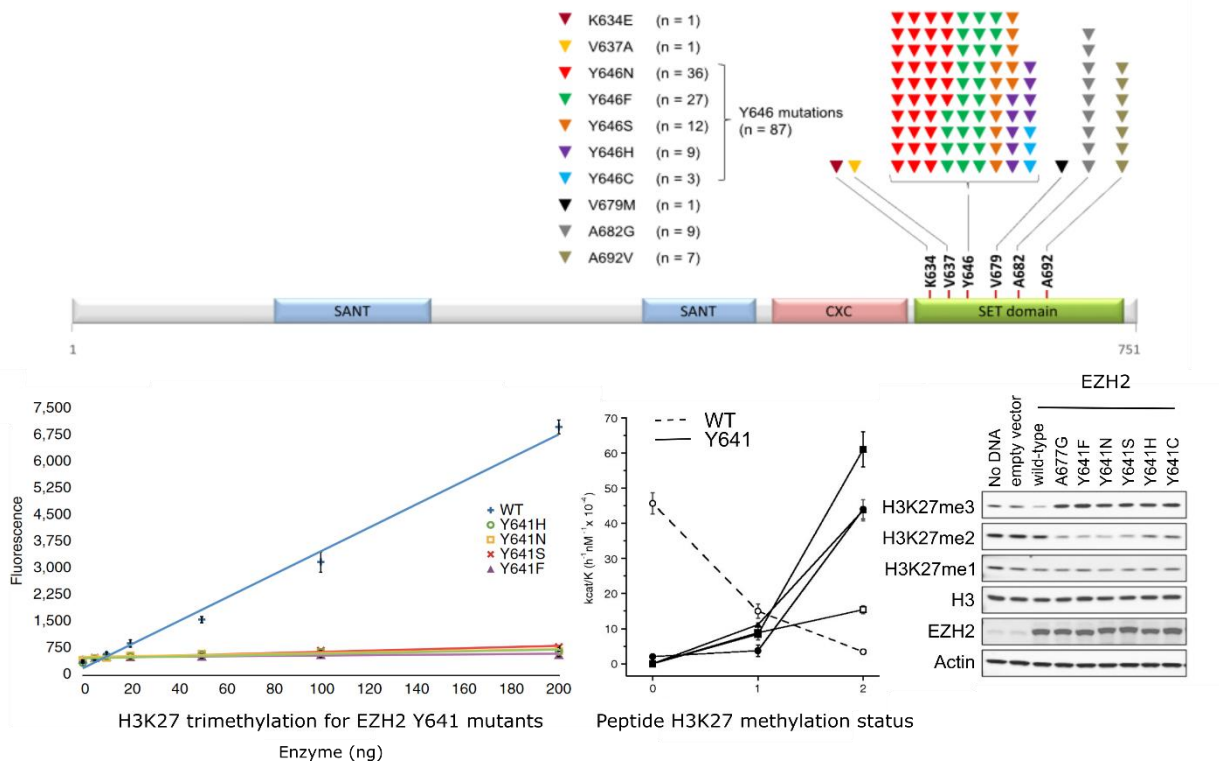 K634E (n = 1)
V637A (n = 1)
Y646N (n = 36)
Y646F (n = 27)
Y646S (n = 12)
Y646H (n = 9)
Y646C (n = 3)
V679M (n = 1)
A682G (n = 9)
A692V (n = 7)
Y646 mutations
(n = 87)
K634
V637
Y646
V679
A682
A692
SANT
SANT
CXC
SET domain
1
751
7,500
6,750
6,000
5,250
4,500
3,750
3,000
2,250
1,500
750
0
Fluorescence
WT
Y641H
Y641N
Y641S
Y641F
0 20 40 60 80 100 120 140 160 180 200
H3K27 trimethylation for EZH2 Y641 mutants
Enzyme (ng)
WT
Y641
70
60
50
40
30
20
10
0
kcat/K (h⁻¹nM⁻¹ x 10⁻⁴)
0 1 2
Peptide H3K27 methylation status
EZH2
No DNA
empty vector
wild-type
A677G
Y641F
Y641N
Y641S
Y641H
Y641C
H3K27me3
H3K27me2
H3K27me1
H3
EZH2
Actin